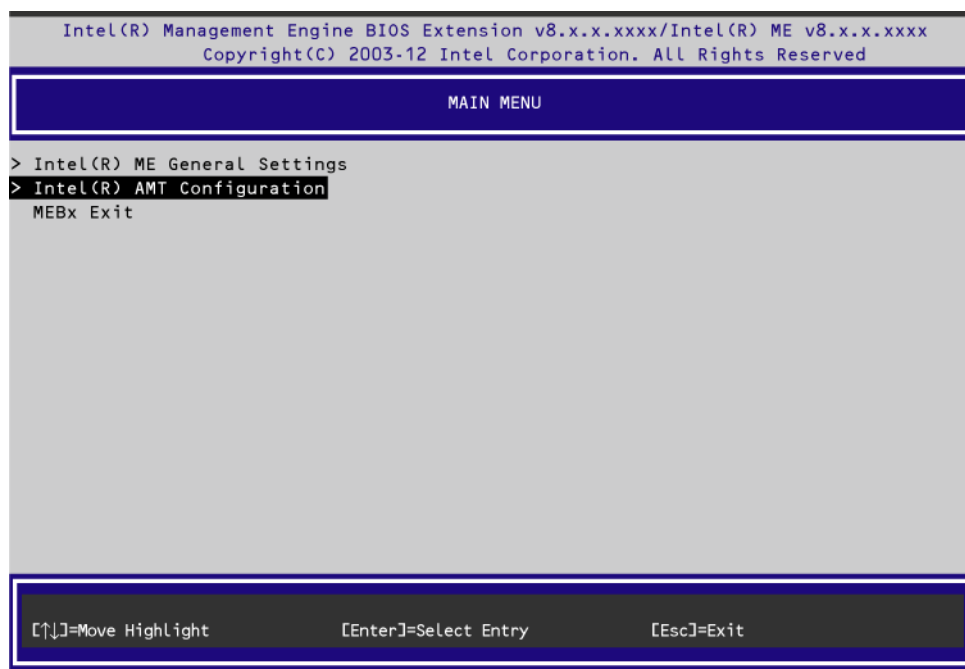 Intel(R) Management Engine BIOS Extension v8.x.x.xxxx/Intel(R) ME v8.x.x.xxxx
Copyright(C) 2003-12 Intel Corporation. All Rights Reserved
MAIN MENU
> Intel(R) ME General Settings
> Intel(R) AMT Configuration
MEBx Exit
[↑↓]=Move Highlight [Enter]=Select Entry [Esc]=Exit